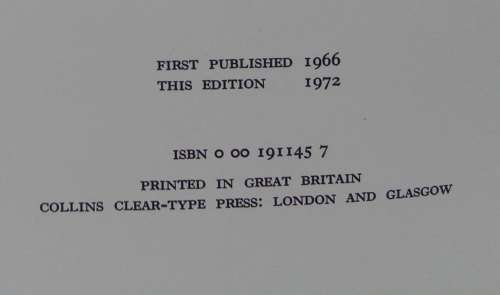 FIRST PUBLISHED 1966
THIS EDITION 1972
ISBN 0 00 191145 7
PRINTED IN GREAT BRITAIN
COLLINS CLEAR-TYPE PRESS: LONDON AND GLASGOW